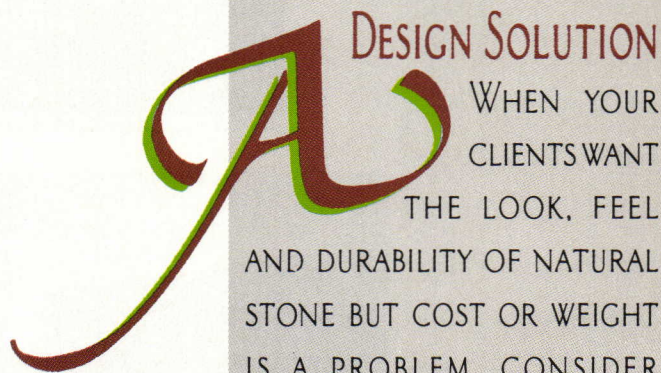 A DESIGN SOLUTION
WHEN YOUR
CLIENTS WANT
THE LOOK, FEEL
AND DURABILITY OF NATURAL
STONE BUT COST OR WEIGHT
IS A PROBLEM, CONSIDER